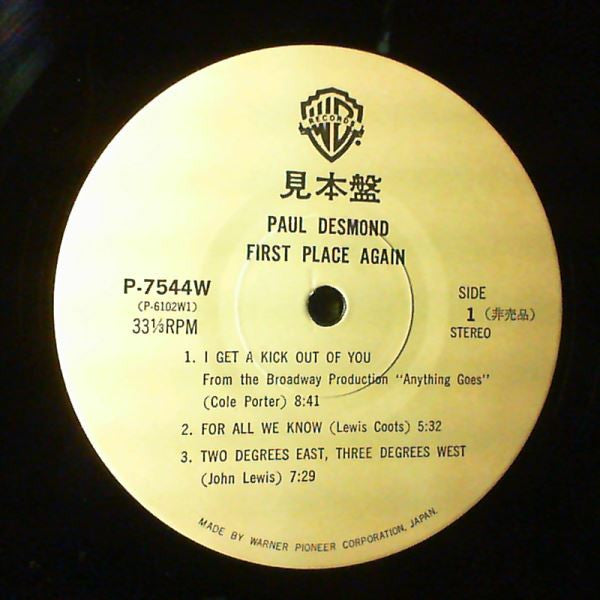 WB
RECORDS
見本盤
PAUL DESMOND
FIRST PLACE AGAIN
P-7544W
(P-6102W1)
33⅓RPM
SIDE
1 (非売品)
STEREO
1. I GET A KICK OUT OF YOU
From the Broadway Production "Anything Goes"
(Cole Porter) 8:41
2. FOR ALL WE KNOW (Lewis Coots) 5:32
3. TWO DEGREES EAST, THREE DEGREES WEST
(John Lewis) 7:29
MADE BY WARNER PIONEER CORPORATION, JAPAN.